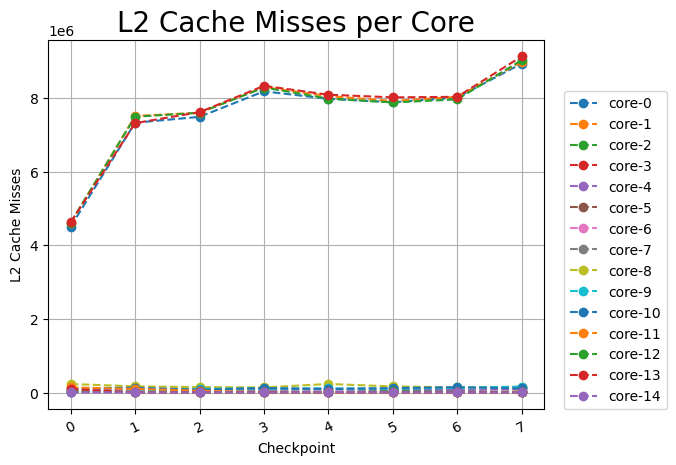 L2 Cache Misses per Core
1e6
8
6
4
2
0
L2 Cache Misses
0 1 2 3 4 5 6 7
Checkpoint
core-0
core-1
core-2
core-3
core-4
core-5
core-6
core-7
core-8
core-9
core-10
core-11
core-12
core-13
core-14